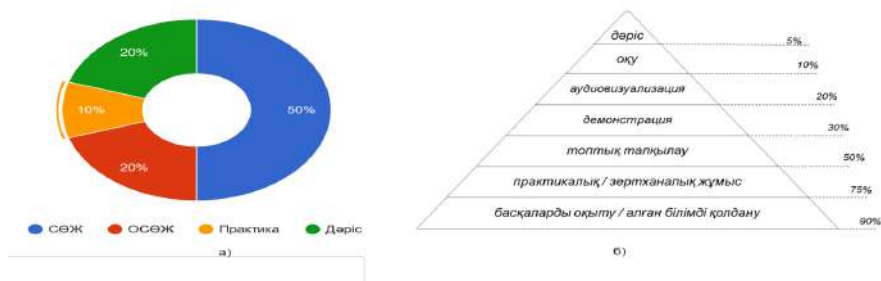 20%
10%
50%
20%
СӨЖ ОСӨЖ Практика Дәріс
а)
дәріс
5%
оқу
10%
аудиовизуализация
20%
демонстрация
30%
топтық талқылау
50%
практикалық / зертханалық жұмыс
75%
басқаларды оқыту / алған білімді қолдану
90%
б)